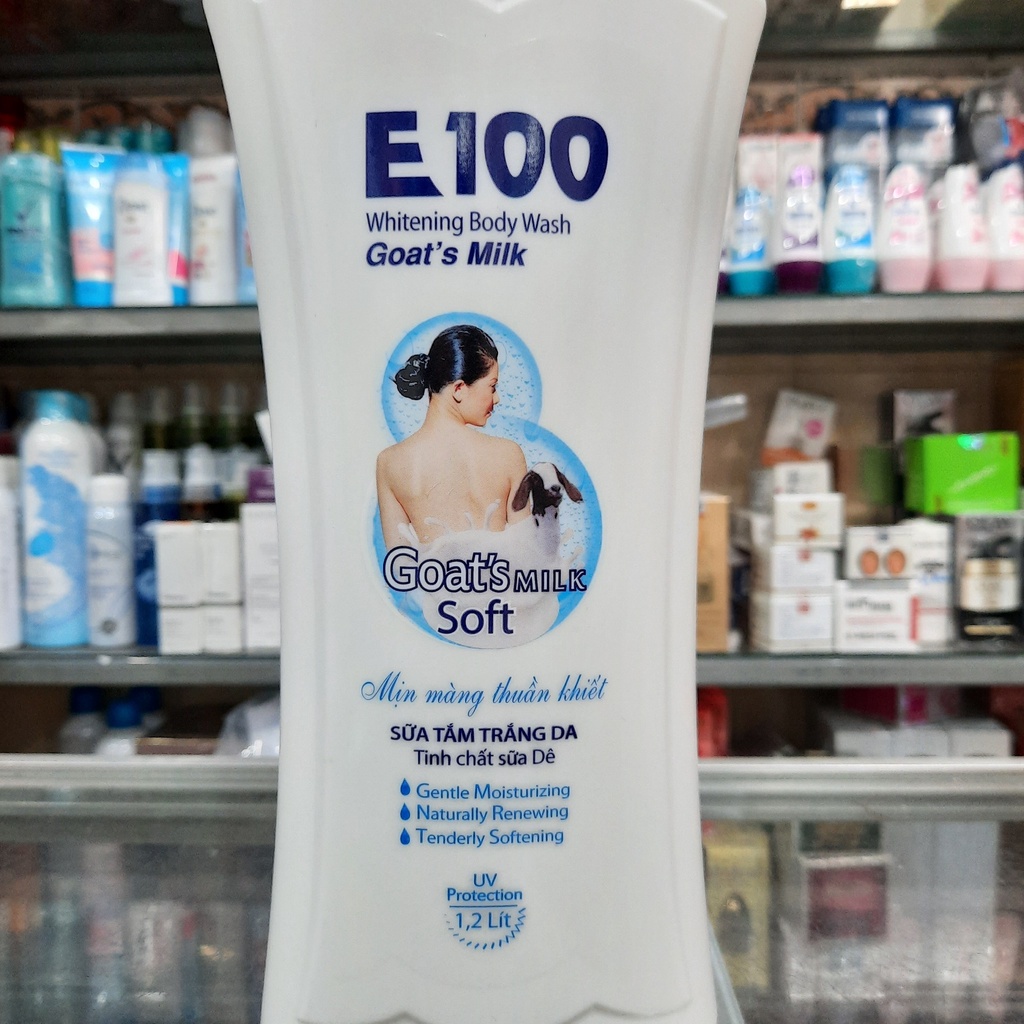 E100
Whitening Body Wash
Goat's Milk
Goat's MILK
Soft
Mịn màng thuần khiết
SỮA TẮM TRẮNG DA
Tinh chất sữa Dê
Gentle Moisturizing
Naturally Renewing
Tenderly Softening
UV
Protection
1,2 Lít